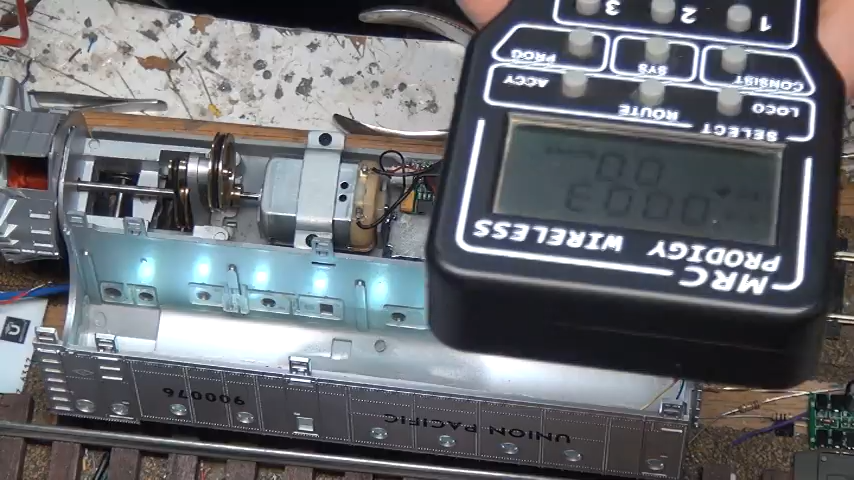 MRC PRODIGY
WIRELESS
0003
00
LOCO
SELECT
ROUTE
ACCY
CONSIST
SYS
PROG
1 2 3
UNION PACIFIC
900076